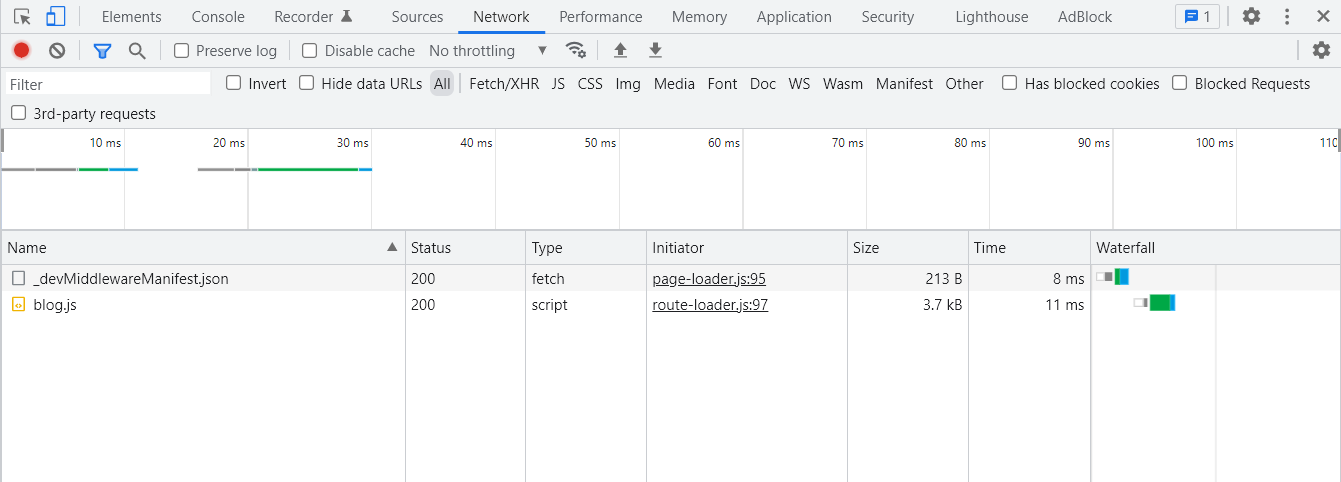 Elements Console Recorder Sources Network Performance Memory Application Security Lighthouse AdBlock 1
Preserve log Disable cache No throttling
Filter Invert Hide data URLs All Fetch/XHR JS CSS Img Media Font Doc WS Wasm Manifest Other Has blocked cookies Blocked Requests
3rd-party requests
10 ms 20 ms 30 ms 40 ms 50 ms 60 ms 70 ms 80 ms 90 ms 100 ms 110
Name Status Type Initiator Size Time Waterfall
_devMiddlewareManifest.json 200 fetch page-loader.js:95 213 B 8 ms
blog.js 200 script route-loader.js:97 3.7 kB 11 ms